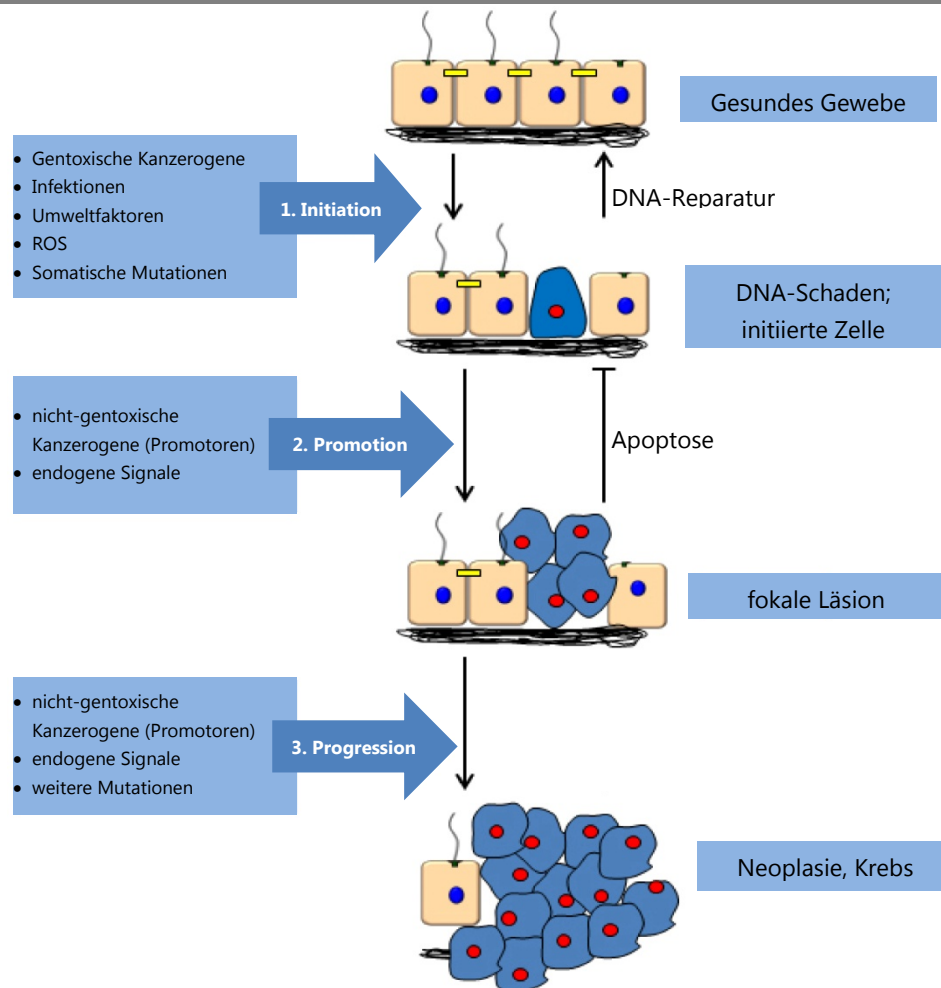 Gesundes Gewebe
• Gentoxische Kanzerogene
• Infektionen
• Umweltfaktoren
• ROS
• Somatische Mutationen
1. Initiation
DNA-Reparatur
DNA-Schaden;
initiierte Zelle
• nicht-gentoxische
Kanzerogene (Promotoren)
• endogene Signale
2. Promotion
Apoptose
fokale Läsion
• nicht-gentoxische
Kanzerogene (Promotoren)
• endogene Signale
• weitere Mutationen
3. Progression
Neoplasie, Krebs